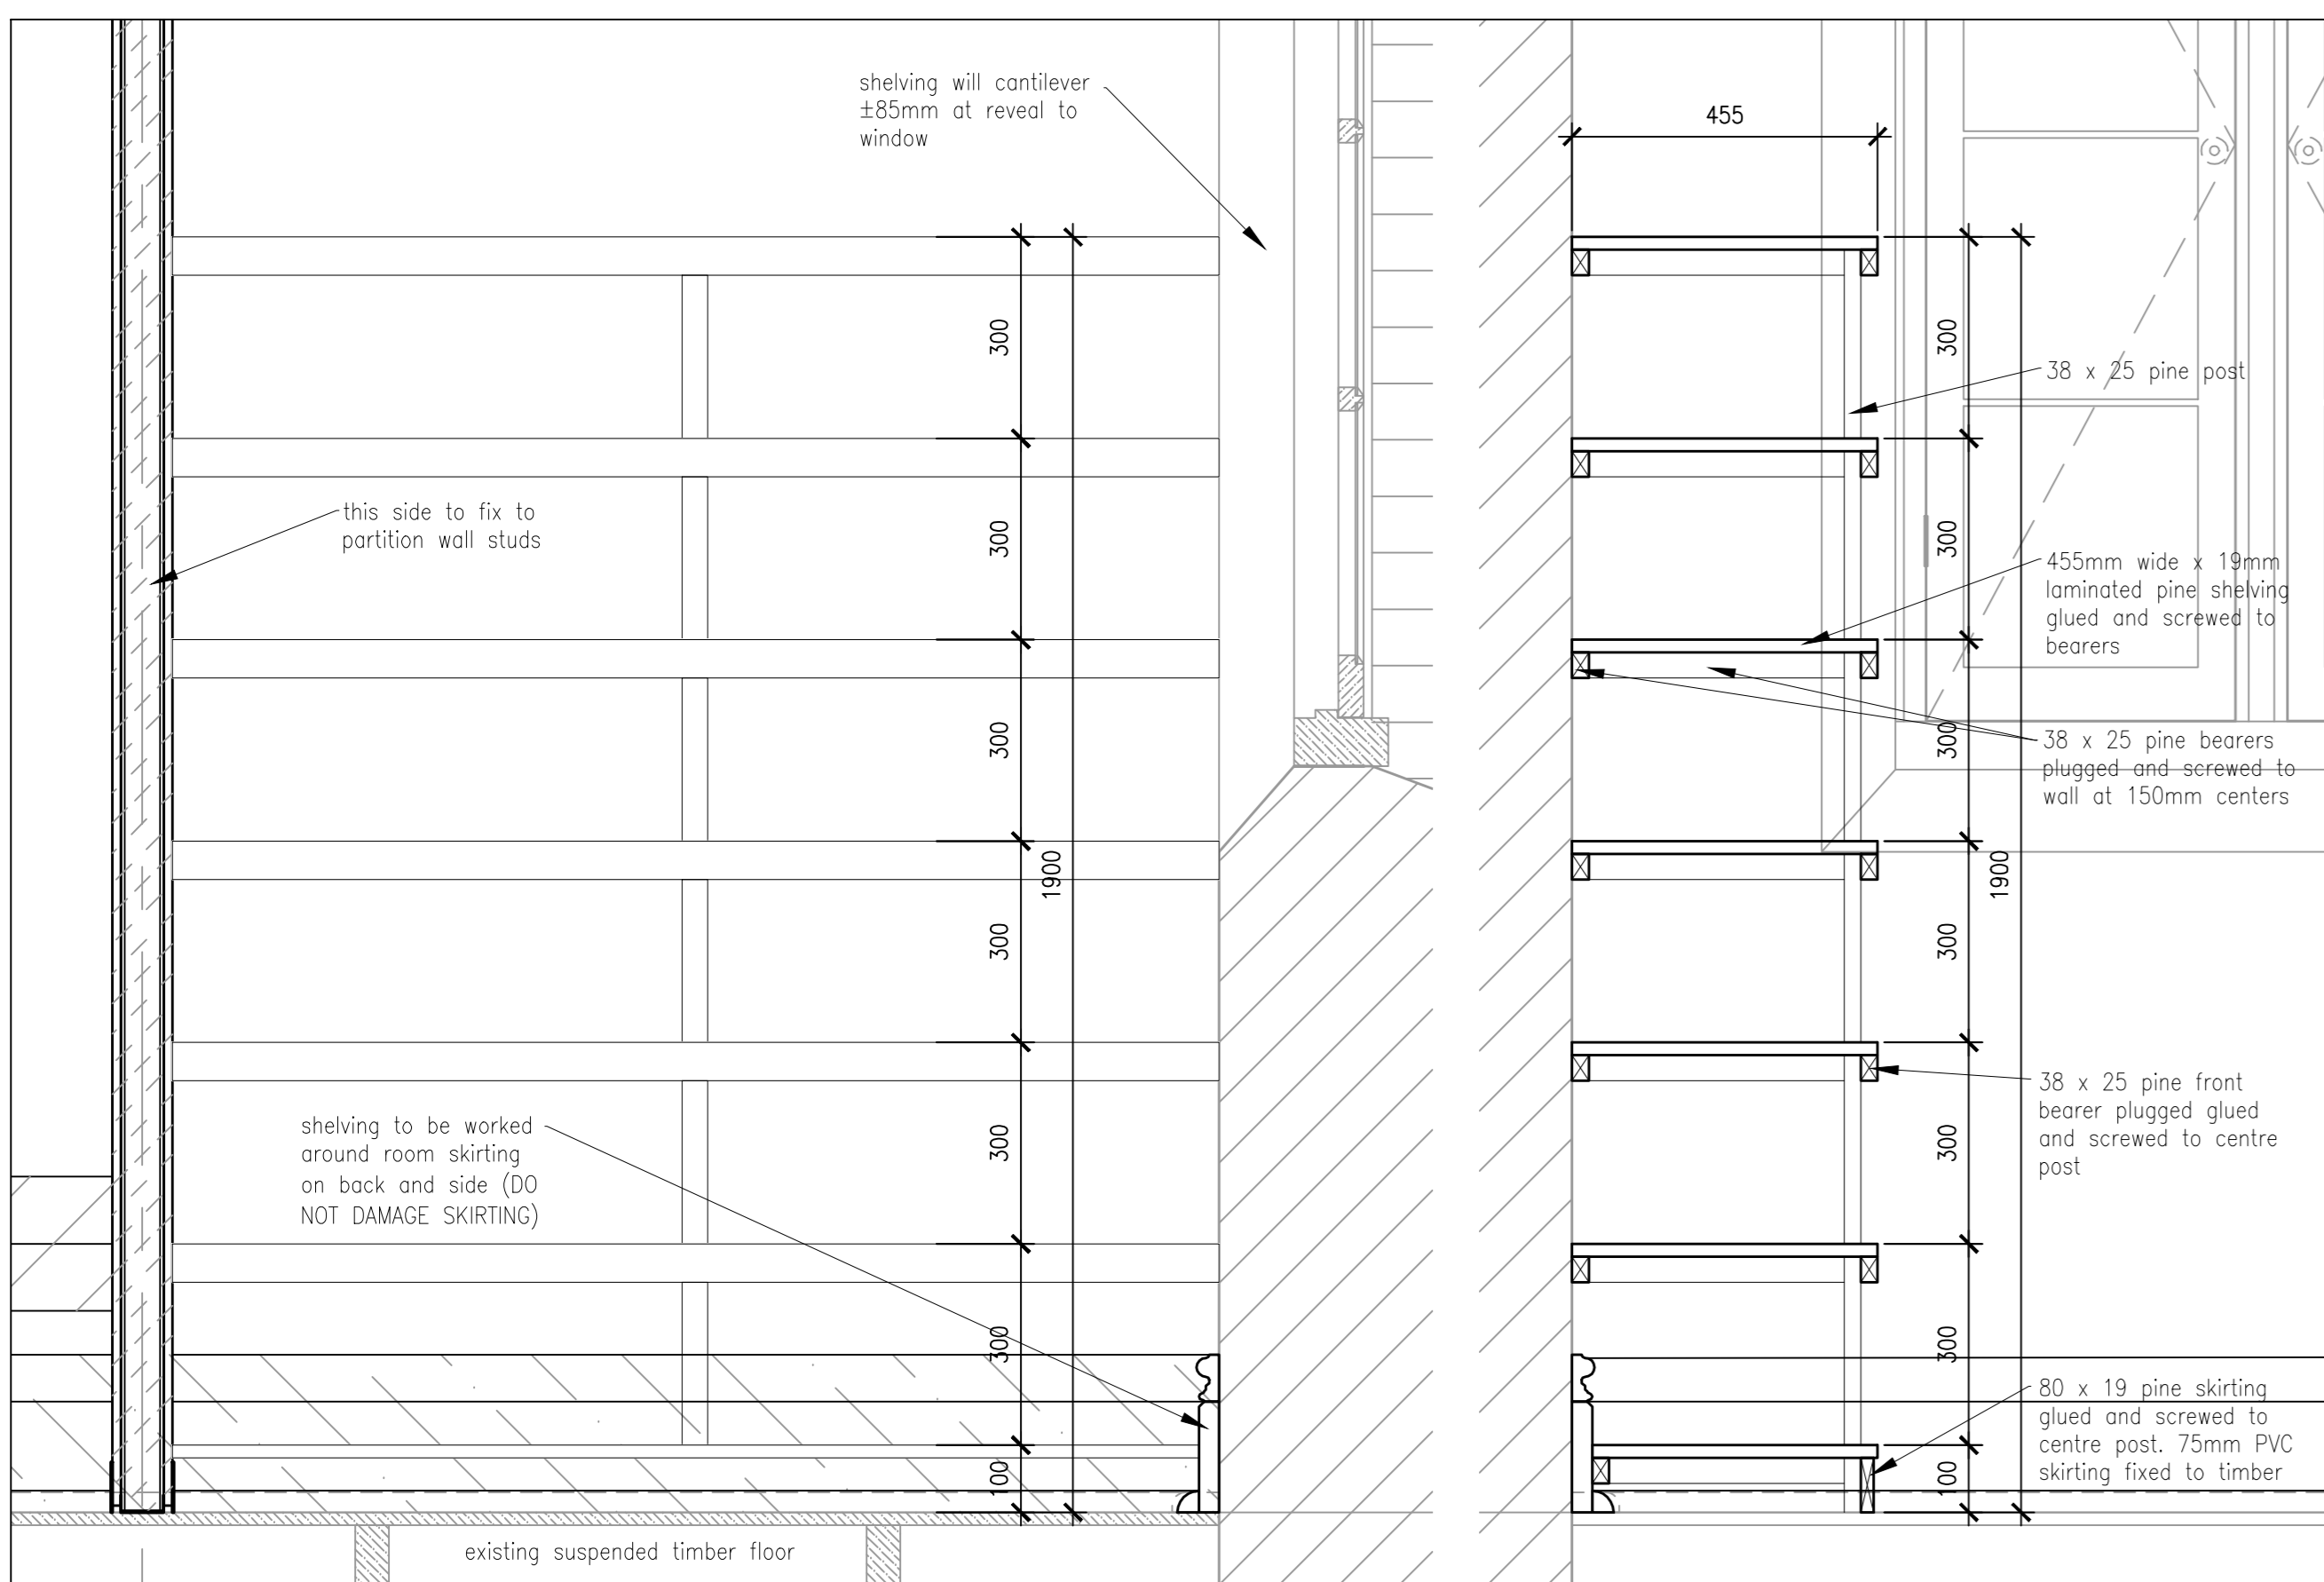 shelving will cantilever
±85mm at reveal to
window
455
300
300
38 x 25 pine post
this side to fix to
partition wall studs
300
300
455mm wide x 19mm
laminated pine shelving
glued and screwed to
bearers
300
300
38 x 25 pine bearers
plugged and screwed to
wall at 150mm centers
1900
1900
300
300
shelving to be worked
around room skirting
on back and side (DO
NOT DAMAGE SKIRTING)
300
300
38 x 25 pine front
bearer plugged glued
and screwed to centre
post
300
300
80 x 19 pine skirting
glued and screwed to
centre post. 75mm PVC
skirting fixed to timber
100
100
existing suspended timber floor